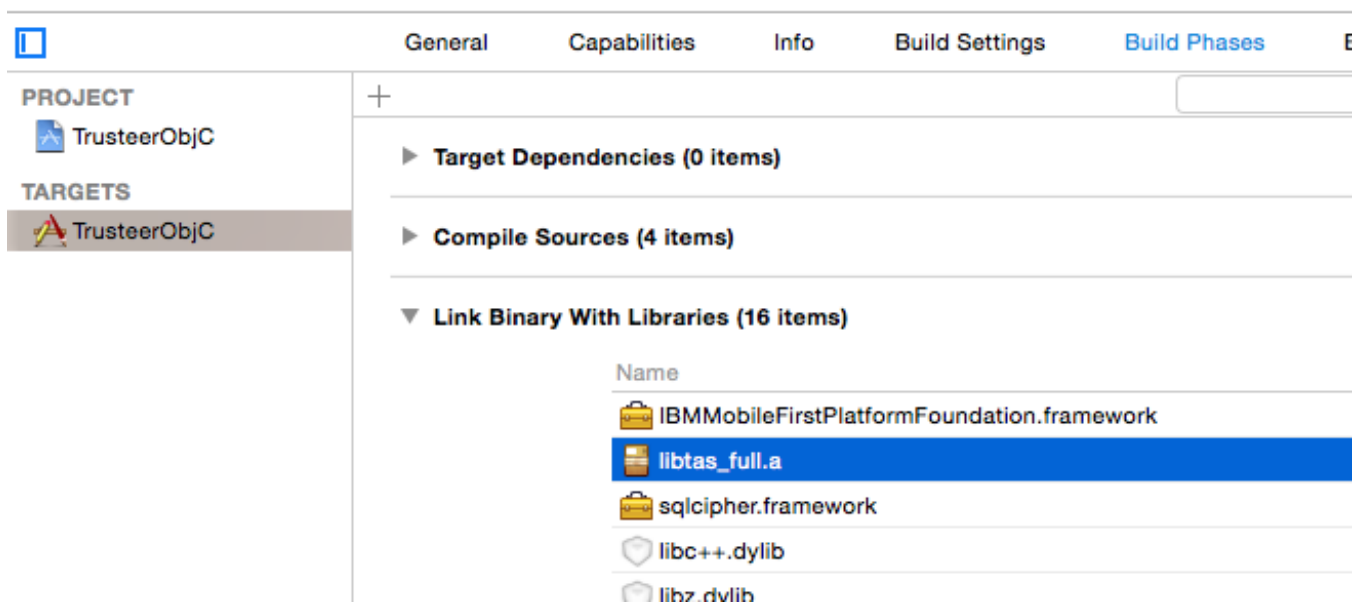 General Capabilities Info Build Settings Build Phases
PROJECT
TrusteerObjC
TARGETS
TrusteerObjC
Target Dependencies (0 items)
Compile Sources (4 items)
Link Binary With Libraries (16 items)
Name
IBMMobileFirstPlatformFoundation.framework
libtas_full.a
sqlcipher.framework
libc++.dylib
libz.dylib